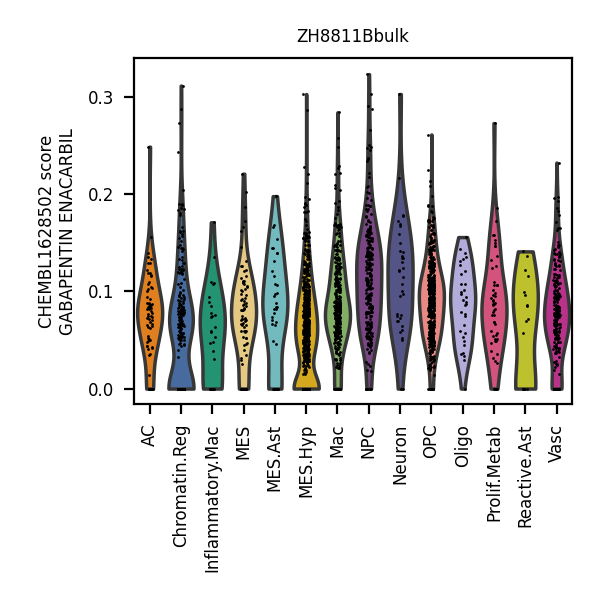 ZH8811Bbulk
CHEMBL1628502 score
GABAPENTIN ENACARBIL
0.3
0.2
0.1
0.0
AC
Chromatin.Reg
Inflammatory.Mac
MES
MES.Ast
MES.Hyp
Mac
NPC
Neuron
OPC
Oligo
Prolif.Metab
Reactive.Ast
Vasc